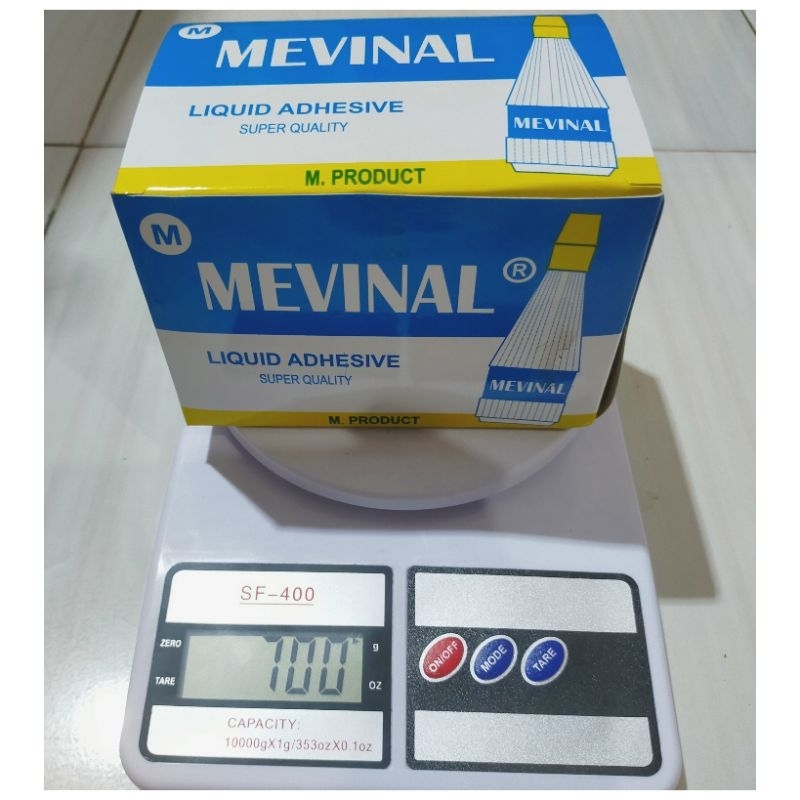 M
MEVINAL
LIQUID ADHESIVE
SUPER QUALITY
MEVINAL
M. PRODUCT
M
MEVINAL ®
LIQUID ADHESIVE
SUPER QUALITY
MEVINAL
M. PRODUCT
SF-400
ZERO
g
TARE
OZ
CAPACITY:
10000gX1g/353ozX0.1oz
ON/OFF
MODE
TARE